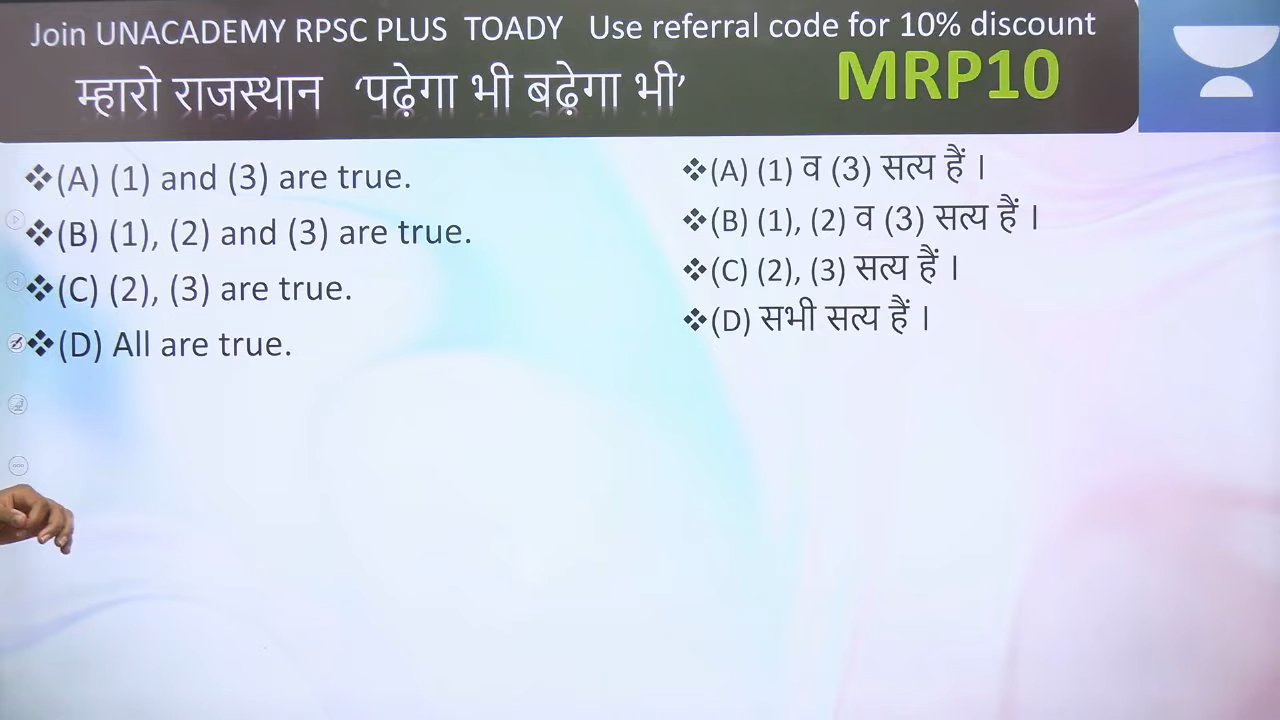 Join UNACADEMY RPSC PLUS TOADY Use referral code for 10% discount
म्हारो राजस्थान ‘पढ़ेगा भी बढ़ेगा भी’ MRP10
❖(A) (1) and (3) are true.
❖(B) (1), (2) and (3) are true.
❖(C) (2), (3) are true.
❖(D) All are true.
❖(A) (1) व (3) सत्य हैं ।
❖(B) (1), (2) व (3) सत्य हैं ।
❖(C) (2), (3) सत्य हैं ।
❖(D) सभी सत्य हैं ।